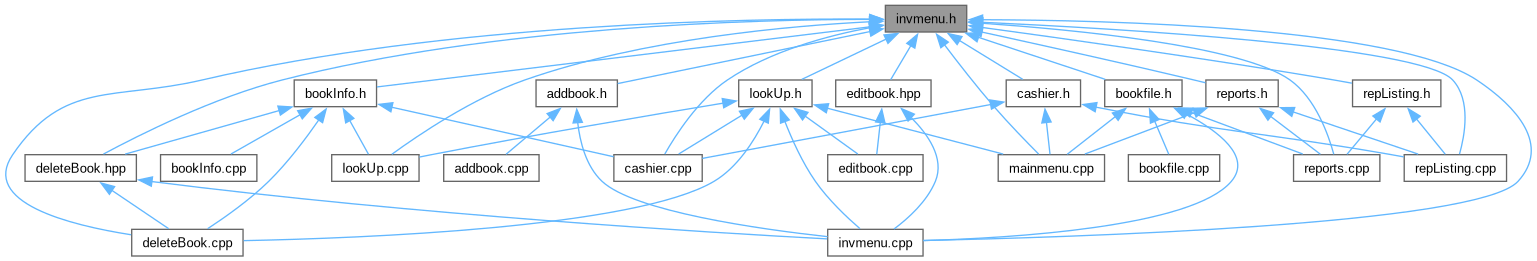 invmenu.h
bookInfo.h
addbook.h
lookUp.h
editbook.hpp
cashier.h
bookfile.h
reports.h
repListing.h
deleteBook.hpp
bookInfo.cpp
lookUp.cpp
addbook.cpp
cashier.cpp
editbook.cpp
mainmenu.cpp
bookfile.cpp
reports.cpp
repListing.cpp
deleteBook.cpp
invmenu.cpp